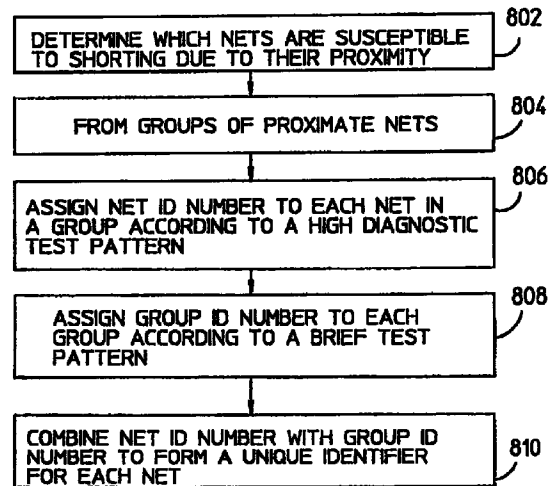 802
DETERMINE WHICH NETS ARE SUSCEPTIBLE
TO SHORTING DUE TO THEIR PROXIMITY
804
FROM GROUPS OF PROXIMATE NETS
806
ASSIGN NET ID NUMBER TO EACH NET IN
A GROUP ACCORDING TO A HIGH DIAGNOSTIC
TEST PATTERN
808
ASSIGN GROUP ID NUMBER TO EACH
GROUP ACCORDING TO A BRIEF TEST
PATTERN
810
COMBINE NET ID NUMBER WITH GROUP ID
NUMBER TO FORM A UNIQUE IDENTIFIER
FOR EACH NET